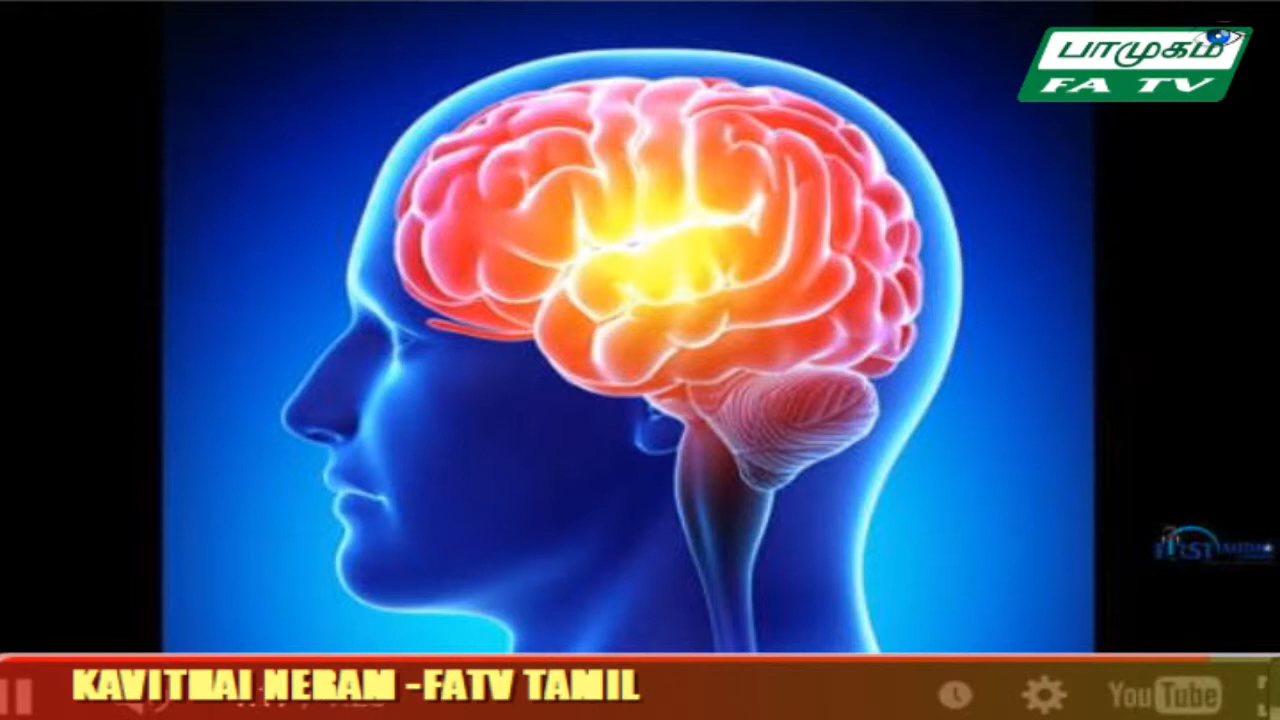 பாமுகம்
FA TV
KAVITHAI NERAM -FATV TAMIL
YouTube